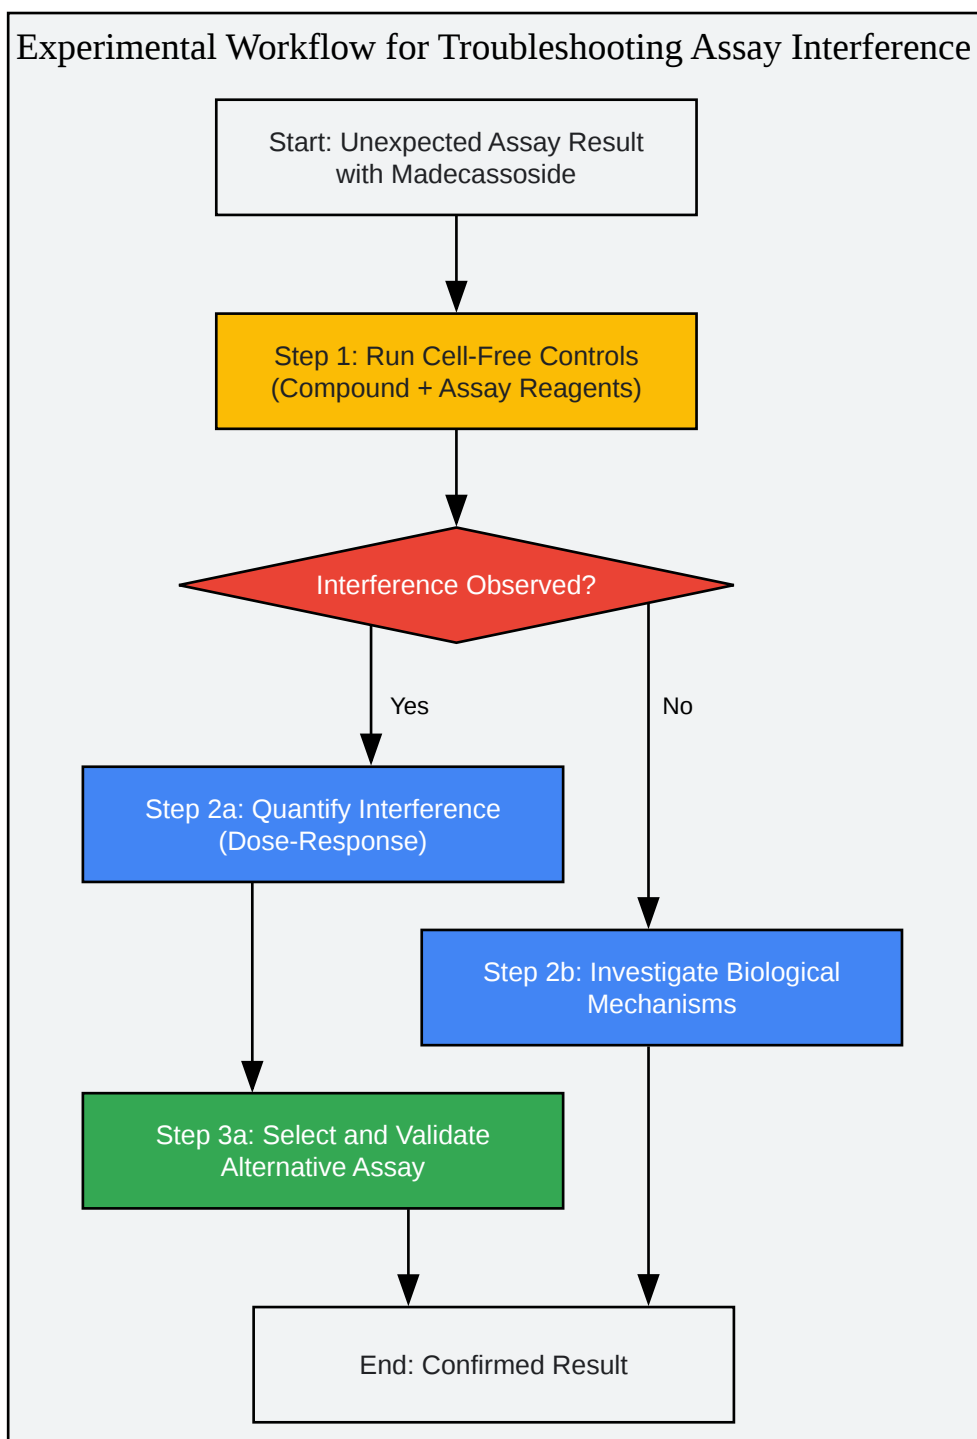 Experimental Workflow for Troubleshooting Assay Interference
Start: Unexpected Assay Result
with Madecassoside
Step 1: Run Cell-Free Controls
(Compound + Assay Reagents)
Interference Observed?
Yes
No
Step 2a: Quantify Interference
(Dose-Response)
Step 2b: Investigate Biological
Mechanisms
Step 3a: Select and Validate
Alternative Assay
End: Confirmed Result